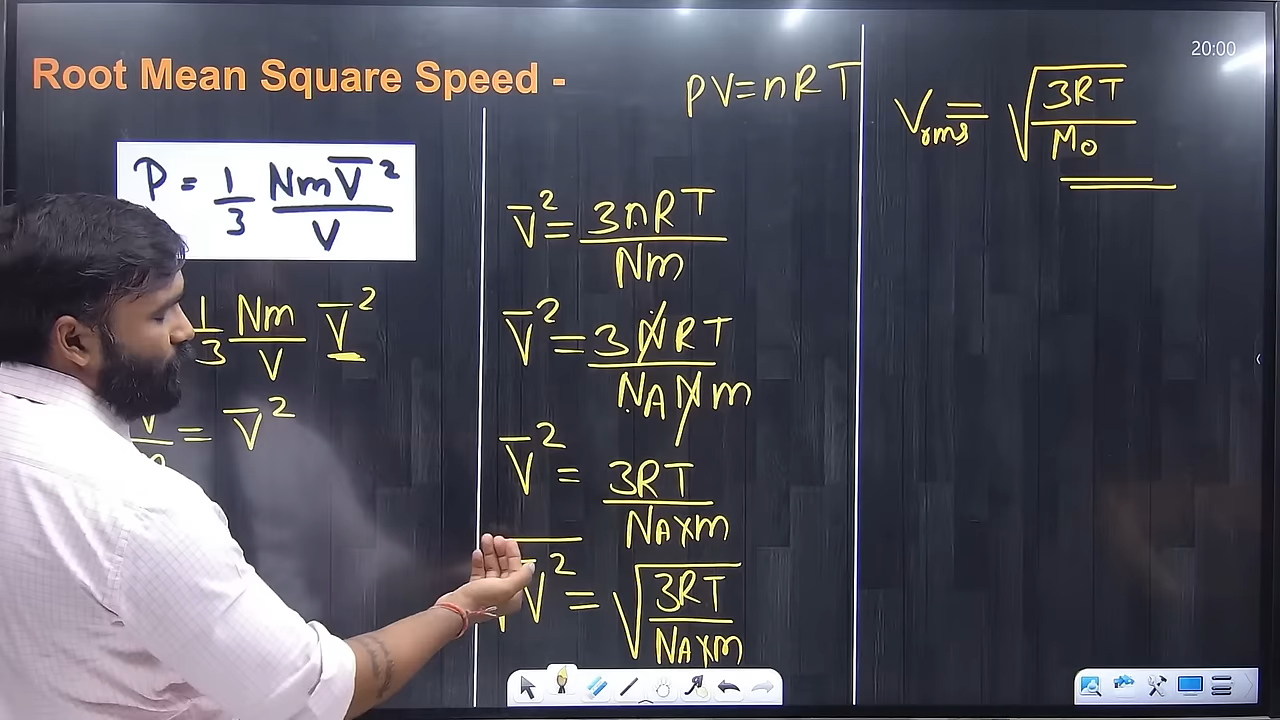 Root Mean Square Speed -
P = 1/3 NmV̅²/V
1/3 Nm/V V̅²
= V̅²
PV=nRT
V̅² = 3nRT/Nm
V̅² = 3NRT/NANm
V̅² = 3RT/NA×m
√V̅² = √3RT/NA×m
20:00
Vrms = √3RT/M₀